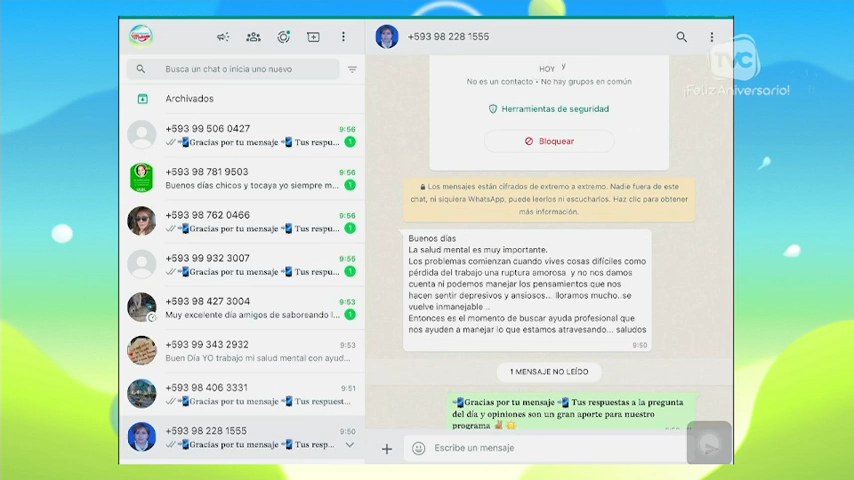 +593 98 228 1555
TVC
¡Feliz Aniversario!
Busca un chat o inicia uno nuevo
Archivados
+593 99 506 0427
9:56
Gracias por tu mensaje Tus respu...
1
+593 98 781 9503
9:56
Buenos días chicos y tocaya yo siempre m...
1
+593 98 762 0466
9:56
Gracias por tu mensaje Tus respu...
1
+593 99 932 3007
9:55
Gracias por tu mensaje Tus respu...
1
+593 98 427 3004
9:53
Muy excelente día amigos de saboreando l...
1
+593 99 343 2932
9:53
Buen Día YO trabajo mi salud mental con ayud...
+593 98 406 3331
9:51
Gracias por tu mensaje Tus respuest...
+593 98 228 1555
9:50
Gracias por tu mensaje Tus resp...
HOY
y
No es un contacto • No hay grupos en común
Herramientas de seguridad
Bloquear
Los mensajes están cifrados de extremo a extremo. Nadie fuera de este
chat, ni siquiera WhatsApp, puede leerlos ni escucharlos. Haz clic para obtener
más información.
Buenos días
La salud mental es muy importante.
Los problemas comienzan cuando vives cosas difíciles como
pérdida del trabajo una ruptura amorosa y no nos damos
cuenta ni podemos manejar los pensamientos que nos
hacen sentir depresivos y ansiosos... lloramos mucho..se
vuelve inmanejable ..
Entonces es el momento de buscar ayuda profesional que
nos ayuden a manejar lo que estamos atravesando... saludos
9:50
1 MENSAJE NO LEÍDO
Gracias por tu mensaje Tus respuestas a la pregunta
del día y opiniones son un gran aporte para nuestro
programa
Escribe un mensaje